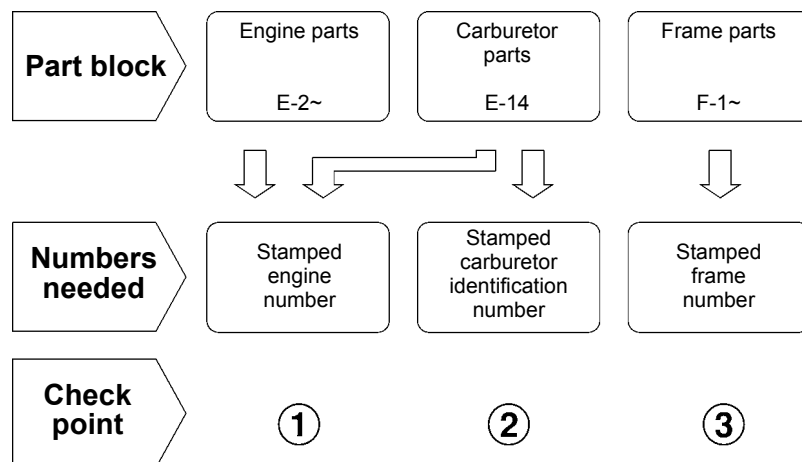 Part block
Engine parts
E-2~
Carburetor
parts
E-14
Frame parts
F-1~
Numbers
needed
Stamped
engine
number
Stamped
carburetor
identification
number
Stamped
frame
number
Check
point
1
2
3